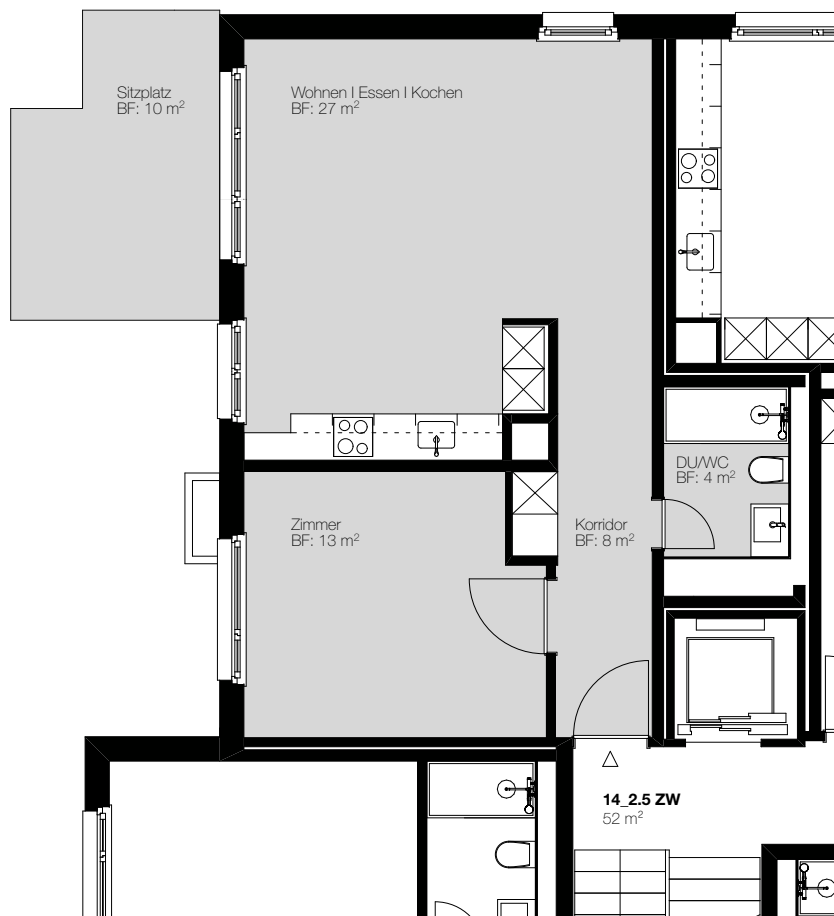 Sitzplatz
BF: 10 m²
Wohnen I Essen I Kochen
BF: 27 m²
DU/WC
BF: 4 m²
Zimmer
BF: 13 m²
Korridor
BF: 8 m²
14_2.5 ZW
52 m²